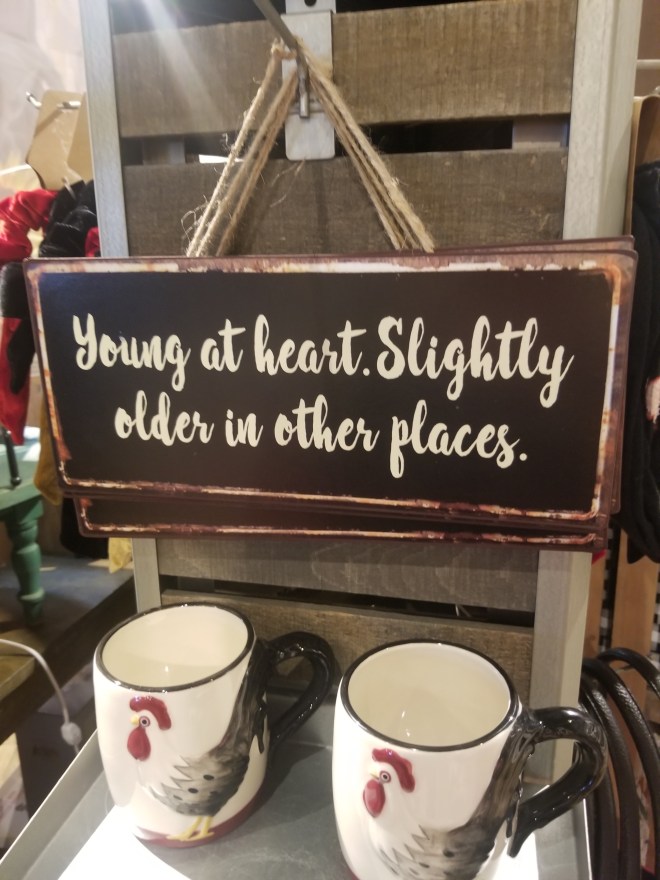 Young at heart. Slightly
older in other places.